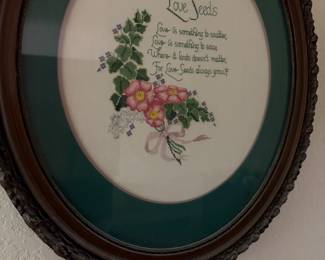 Love Seeds
Love is something to scatter,
Love is something to sow,
Where it lands doesn't matter,
For Love Seeds always grow!